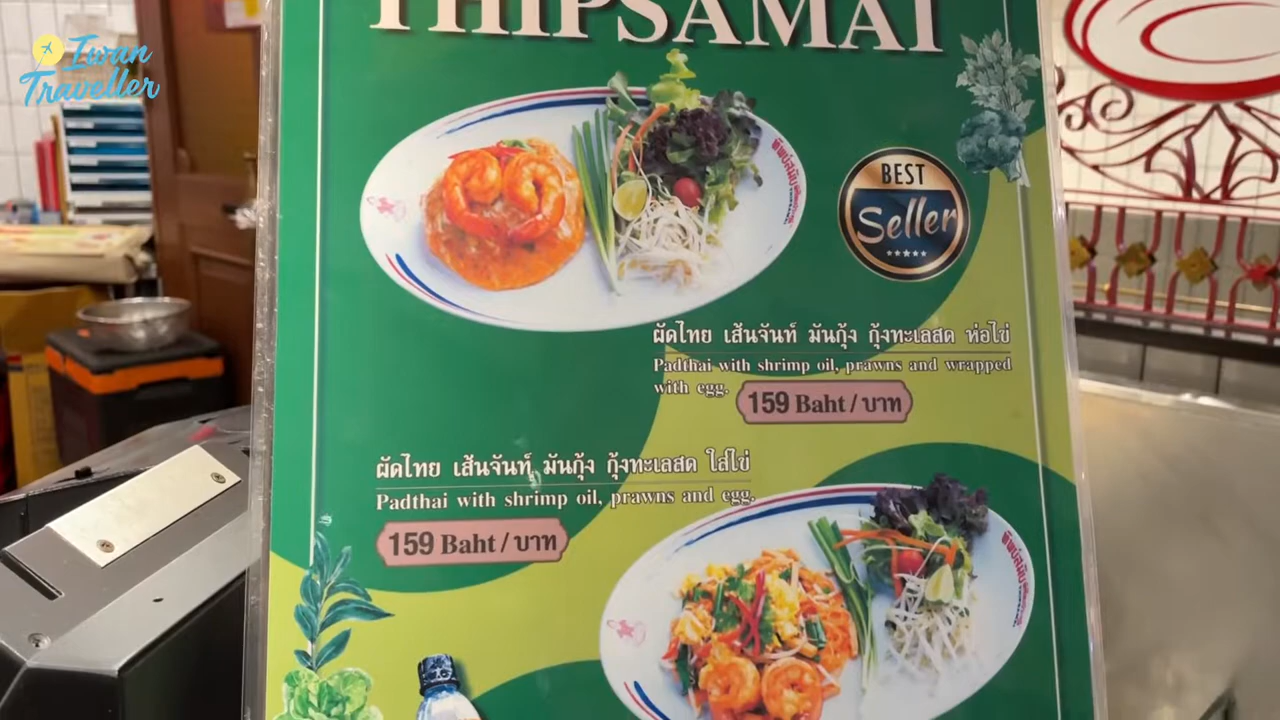 Iwan
Traveller
THIPSAMAI
BEST
Seller
ผัดไทย เส้นจันท์ มันกุ้ง กุ้งทะเลสด ห่อไข่
Padthai with shrimp oil, prawns and wrapped
with egg.
159 Baht / บาท
ผัดไทย เส้นจันท์ มันกุ้ง กุ้งทะเลสด ใส่ไข่
Padthai with shrimp oil, prawns and egg.
159 Baht / บาท